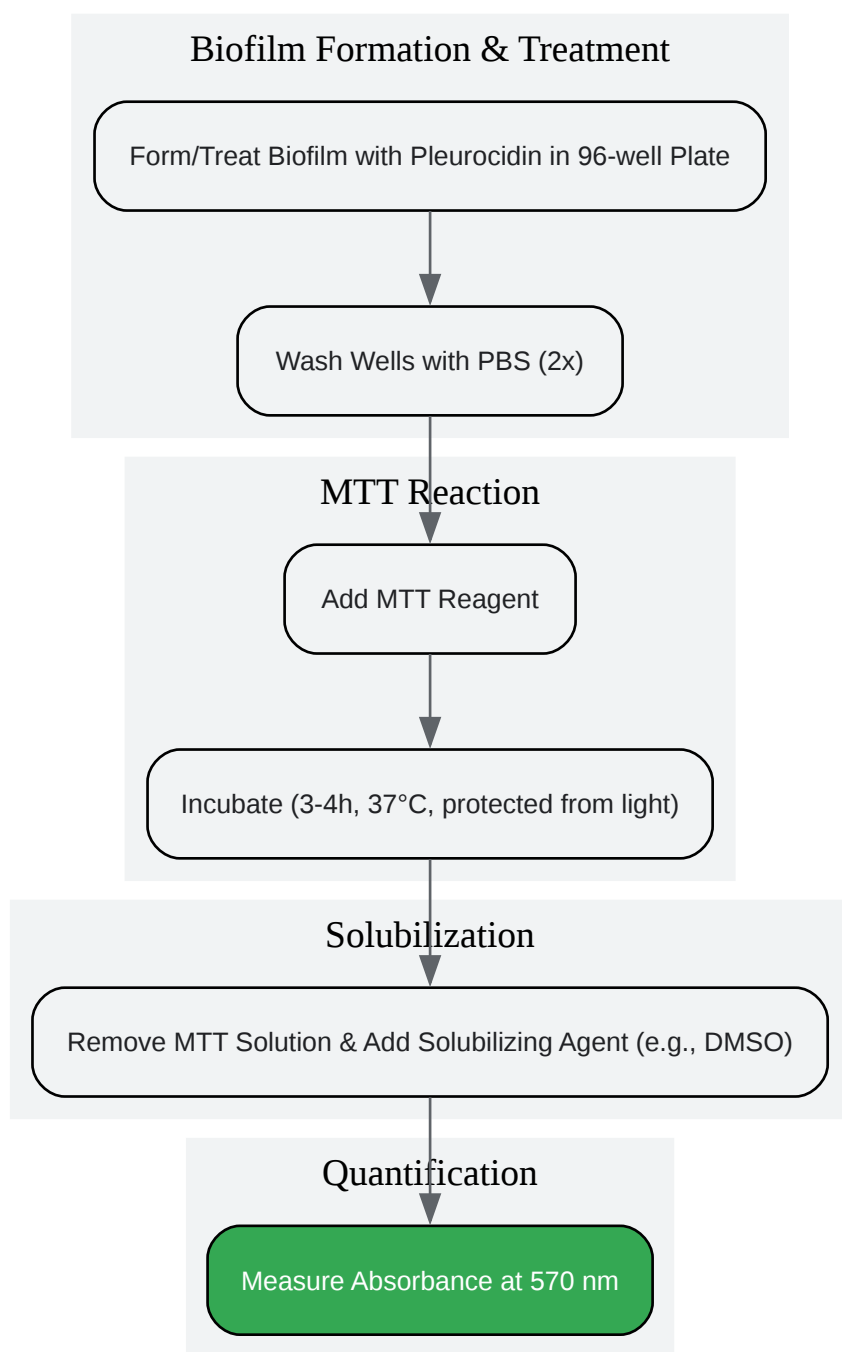 Biofilm Formation & Treatment
Form/Treat Biofilm with Pleurocidin in 96-well Plate
Wash Wells with PBS (2x)
MTT Reaction
Add MTT Reagent
Incubate (3-4h, 37°C, protected from light)
Solubilization
Remove MTT Solution & Add Solubilizing Agent (e.g., DMSO)
Quantification
Measure Absorbance at 570 nm